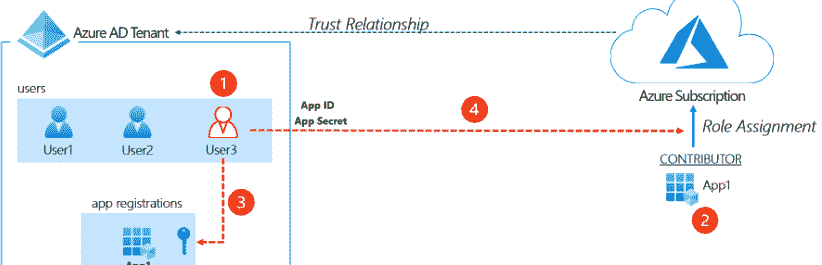 Trust Relationship
Azure AD Tenant
users
1
User1
User2
User3
App ID
App Secret
4
Azure Subscription
Role Assignment
CONTRIBUTOR
App1
2
3
app registrations